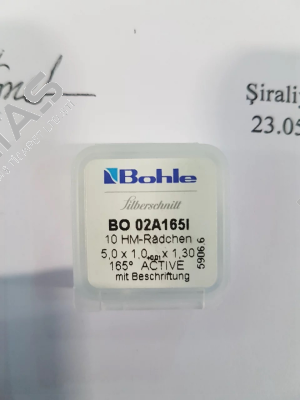 Şiraliy
23.05
Bohle
Silberschnitt
BO 02A165I
10 HM-Rädchen
5,0 x 1,0 x 1,30
165° ACTIVE
mit Beschriftung
5906.6